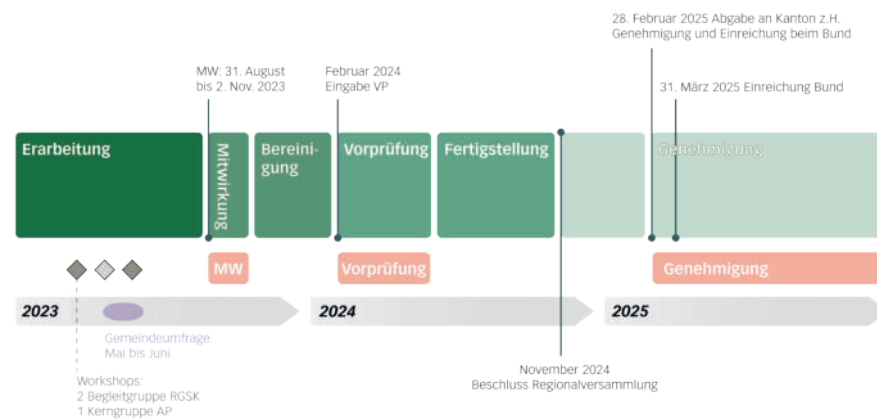 28. Februar 2025 Abgabe an Kanton z.H.
Genehmigung und Einreichung beim Bund
MW: 31. August
bis 2. Nov. 2023
Februar 2024
Eingabe VP
31. März 2025 Einreichung Bund
Erarbeitung
Mitwirkung
Bereini-
gung
Vorprüfung
Fertigstellung
Genehmigung
MW
Vorprüfung
Genehmigung
2023
2024
2025
Gemeindeumfrage
Mai bis Juni
November 2024
Beschluss Regionalversammlung
Workshops:
2 Begleitgruppe RGSK
1 Kerngruppe AP